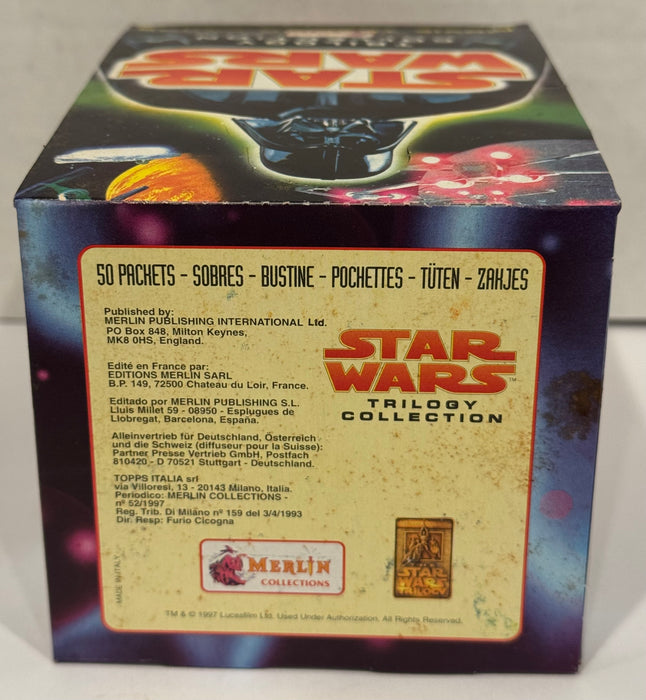 STAR
WARS
TRILOGY
50 PACKETS - SOBRES - BUSTINE - POCHETTES - TÜTEN - ZAKJES
Published by:
MERLIN PUBLISHING INTERNATIONAL Ltd.
PO Box 848, Milton Keynes,
MK8 0HS, England.
Edité en France par:
EDITIONS MERLIN SARL
B.P. 149, 72500 Chateau du Loir, France.
Editado por MERLIN PUBLISHING S.L.
Lluis Millet 59 - 08950 - Esplugues de
Llobregat, Barcelona, España.
Alleinvertrieb für Deutschland, Österreich
und die Schweiz (diffuseur pour la Suisse):
Partner Presse Vertrieb GmbH, Postfach
810420 - D 70521 Stuttgart - Deutschland.
TOPPS ITALIA srl
via Villoresi, 13 - 20143 Milano, Italia.
Periodico: MERLIN COLLECTIONS -
nº 52/1997
Reg. Trib. Di Milano nº 159 del 3/4/1993
Dir. Resp: Furio Cicogna
STAR
WARS™
TRILOGY
COLLECTION
MADE IN ITALY
MERLIN
COLLECTIONS
STAR
WARS
TRILOGY
TM & © 1997 Lucasfilm Ltd. Used Under Authorization. All Rights Reserved.